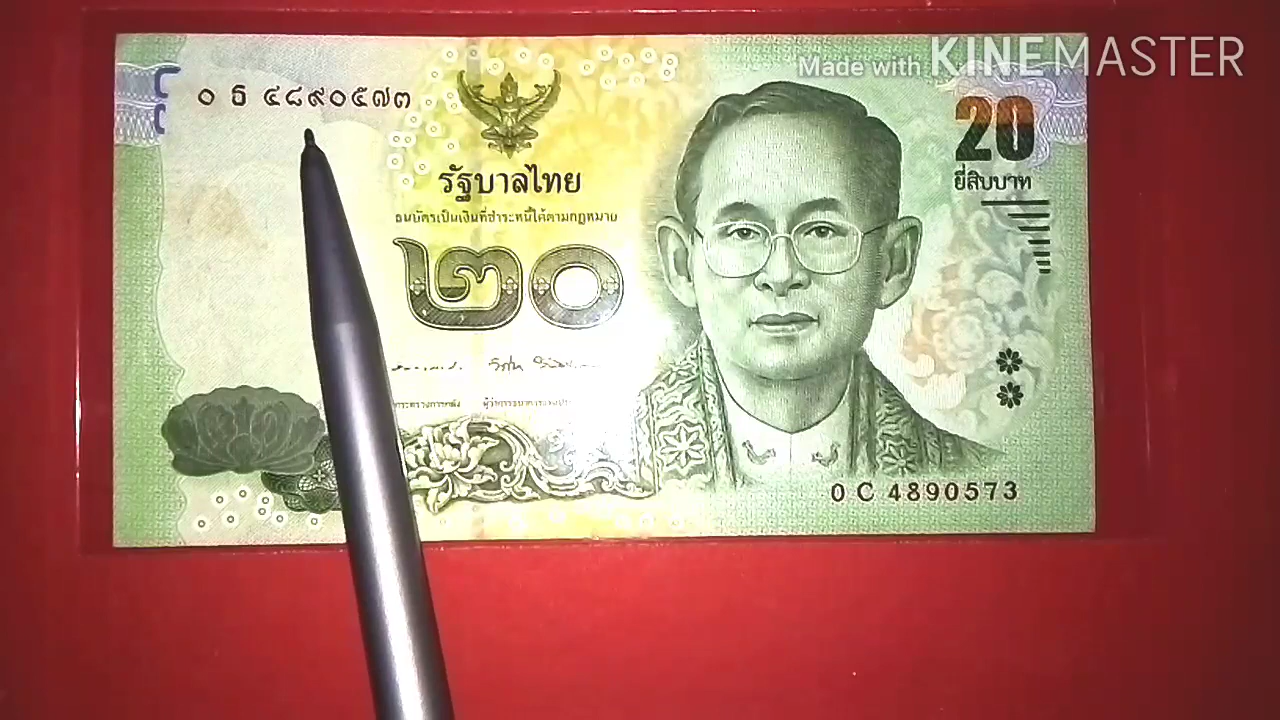 Made with KINEMASTER
๐ ธ ๔๘๙๐๕๗๓
20
รัฐบาลไทย
ยี่สิบบาท
ธนบัตรเป็นเงินที่ชำระหนี้ได้ตามกฎหมาย
๒๐
0 C 4890573